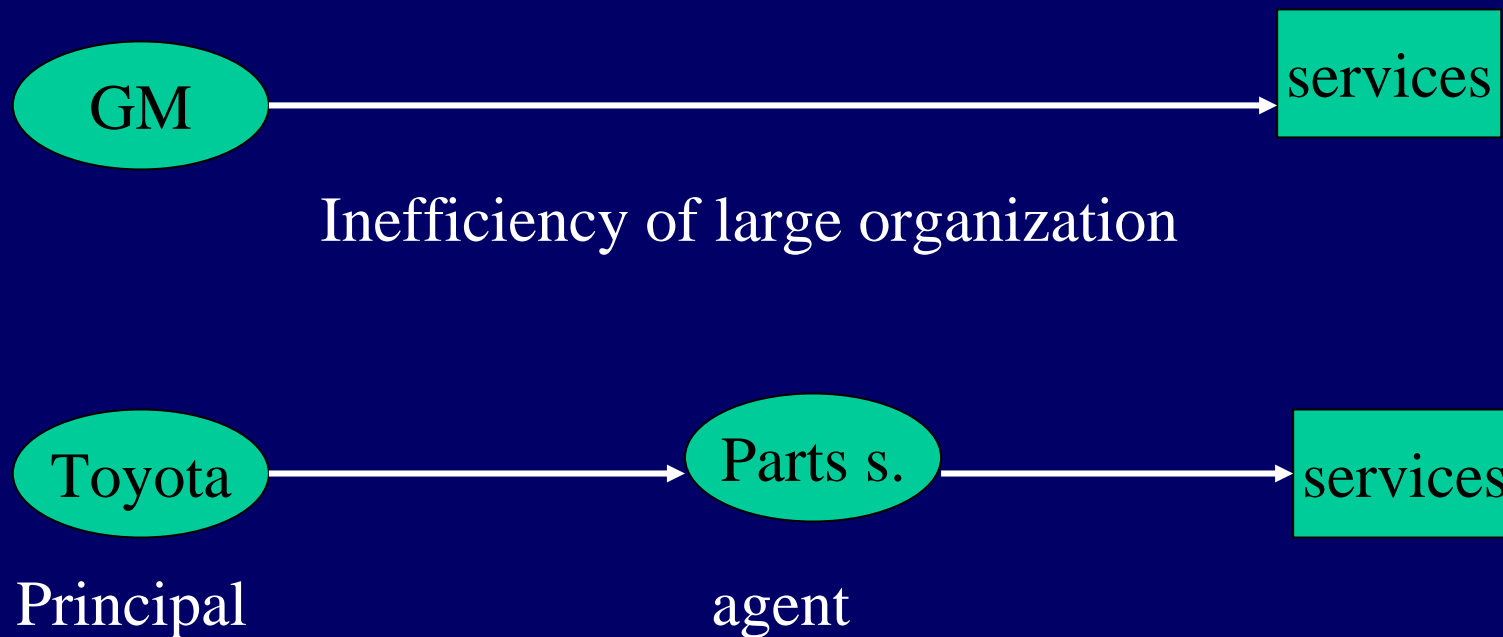 GM
services
Inefficiency of large organization
Toyota
Parts s.
services
Principal
agent